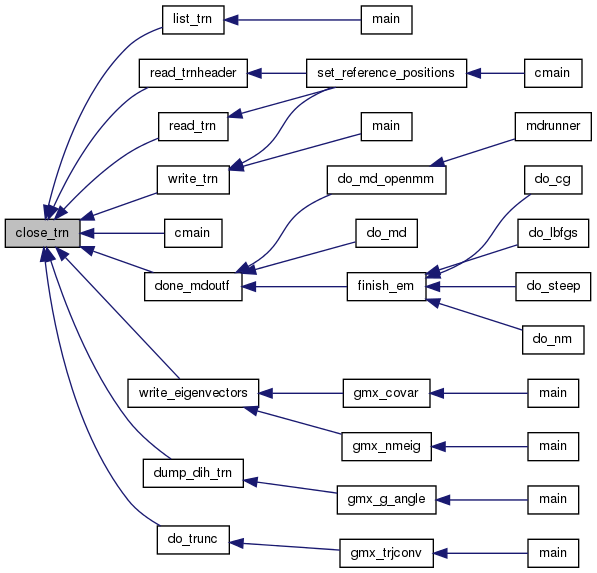 list_trn
main
read_trnheader
set_reference_positions
cmain
read_trn
mdrunner
main
write_trn
do_md_openmm
do_cg
close_trn
cmain
do_md
do_lbfgs
done_mdoutf
finish_em
do_steep
do_nm
write_eigenvectors
gmx_covar
main
gmx_nmeig
main
dump_dih_trn
gmx_g_angle
main
do_trunc
gmx_trjconv
main